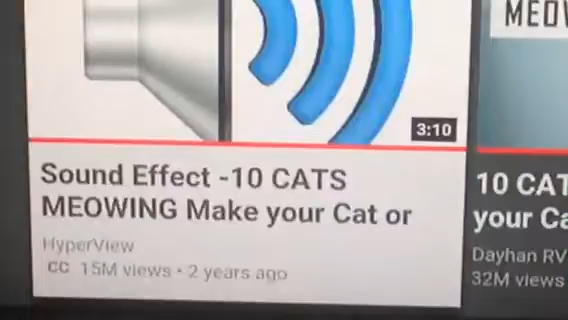 MEOW
3:10
Sound Effect -10 CATS
MEOWING Make your Cat or
HyperView
CC 15M views • 2 years ago
10 CAT
your Ca
Dayhan RV
32M views